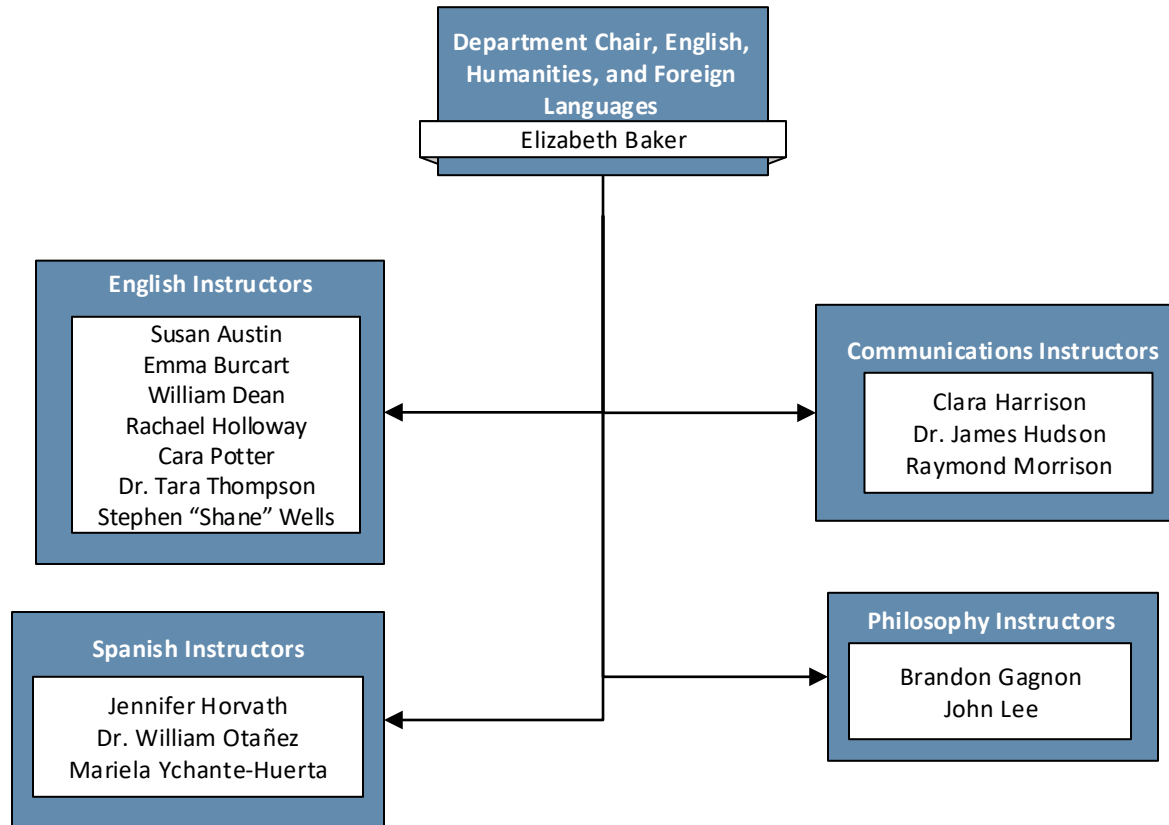 Department Chair, English,
Humanities, and Foreign
Languages
Elizabeth Baker
English Instructors
Susan Austin
Emma Burcart
William Dean
Rachael Holloway
Cara Potter
Dr. Tara Thompson
Stephen “Shane” Wells
Communications Instructors
Clara Harrison
Dr. James Hudson
Raymond Morrison
Spanish Instructors
Jennifer Horvath
Dr. William Otañez
Mariela Ychante-Huerta
Philosophy Instructors
Brandon Gagnon
John Lee